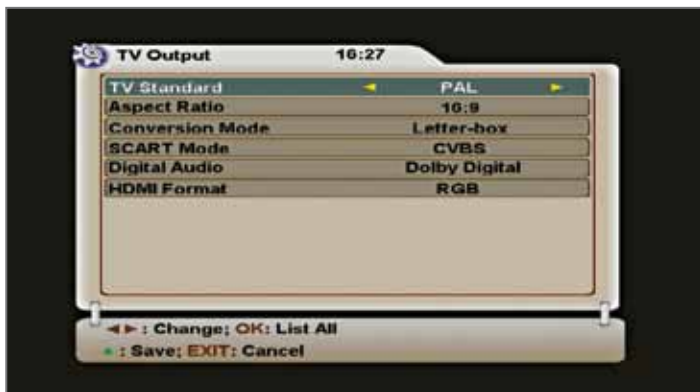 TV Output 16:27
TV Standard ◄ PAL ►
Aspect Ratio 16:9
Conversion Mode Letter-box
SCART Mode CVBS
Digital Audio Dolby Digital
HDMI Format RGB
◄► : Change; OK: List All
● : Save; EXIT: Cancel